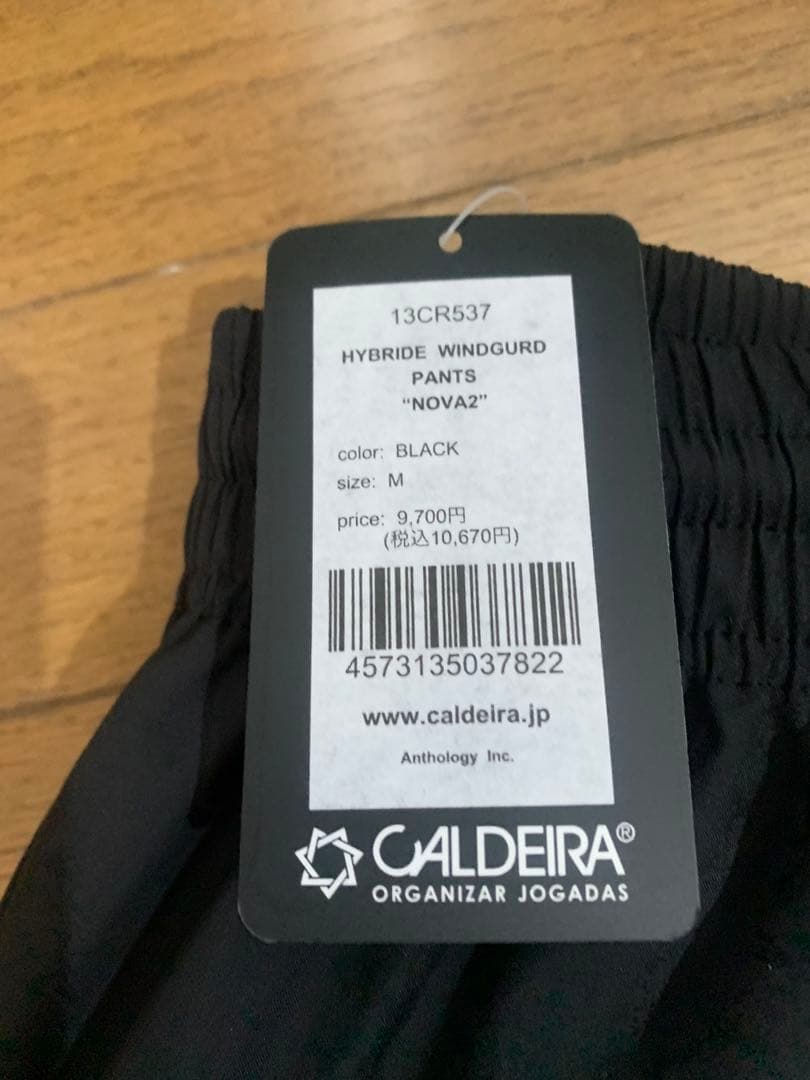 13CR537
HYBRIDE WINDGURD
PANTS
“NOVA2”
color: BLACK
size: M
price: 9,700円
(税込10,670円)
4573135037822
www.caldeira.jp
Anthology Inc.
CALDEIRA®
ORGANIZAR JOGADAS